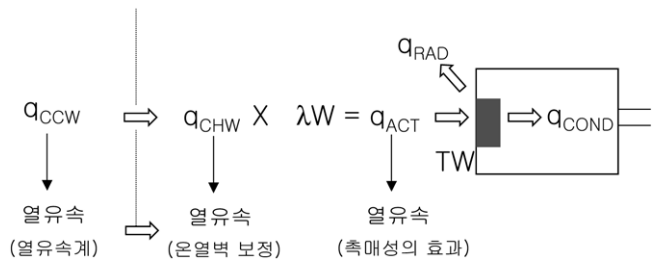 qRAD
qCCW qCHW X λW = qACT qCOND
TW
열유속 열유속 열유속
(열유속계) (온열벽 보정) (촉매성의 효과)